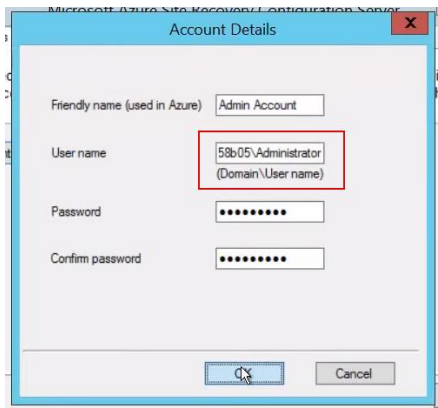 Microsoft Azure Site Recovery Configuration Server
Account Details
X
Friendly name (used in Azure) Admin Account
User name 58b05\Administrator
(Domain\User name)
Password •••••••••
Confirm password •••••••••
OK Cancel